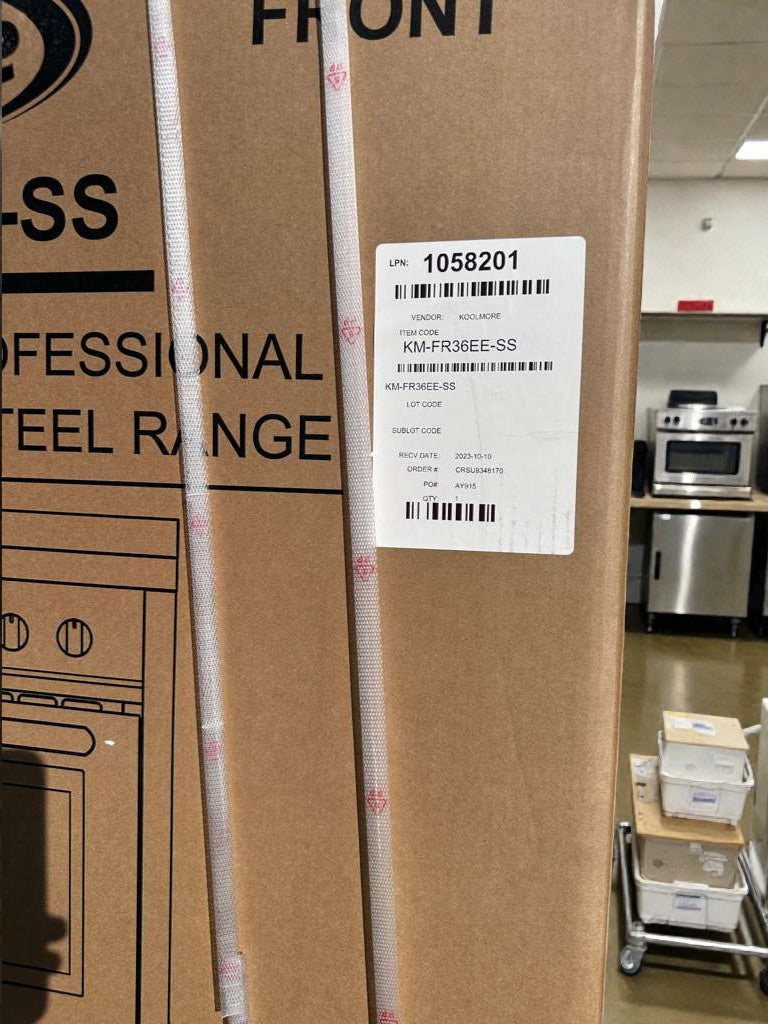 FRONT
-SS
OFESSIONAL
TEEL RANGE
LPN: 1058201
VENDOR: KOOLMORE
ITEM CODE
KM-FR36EE-SS
KM-FR36EE-SS
LOT CODE
SUBLOT CODE
RECV DATE: 2023-10-10
ORDER # CRSU9348170
PO# AY915
QTY 1